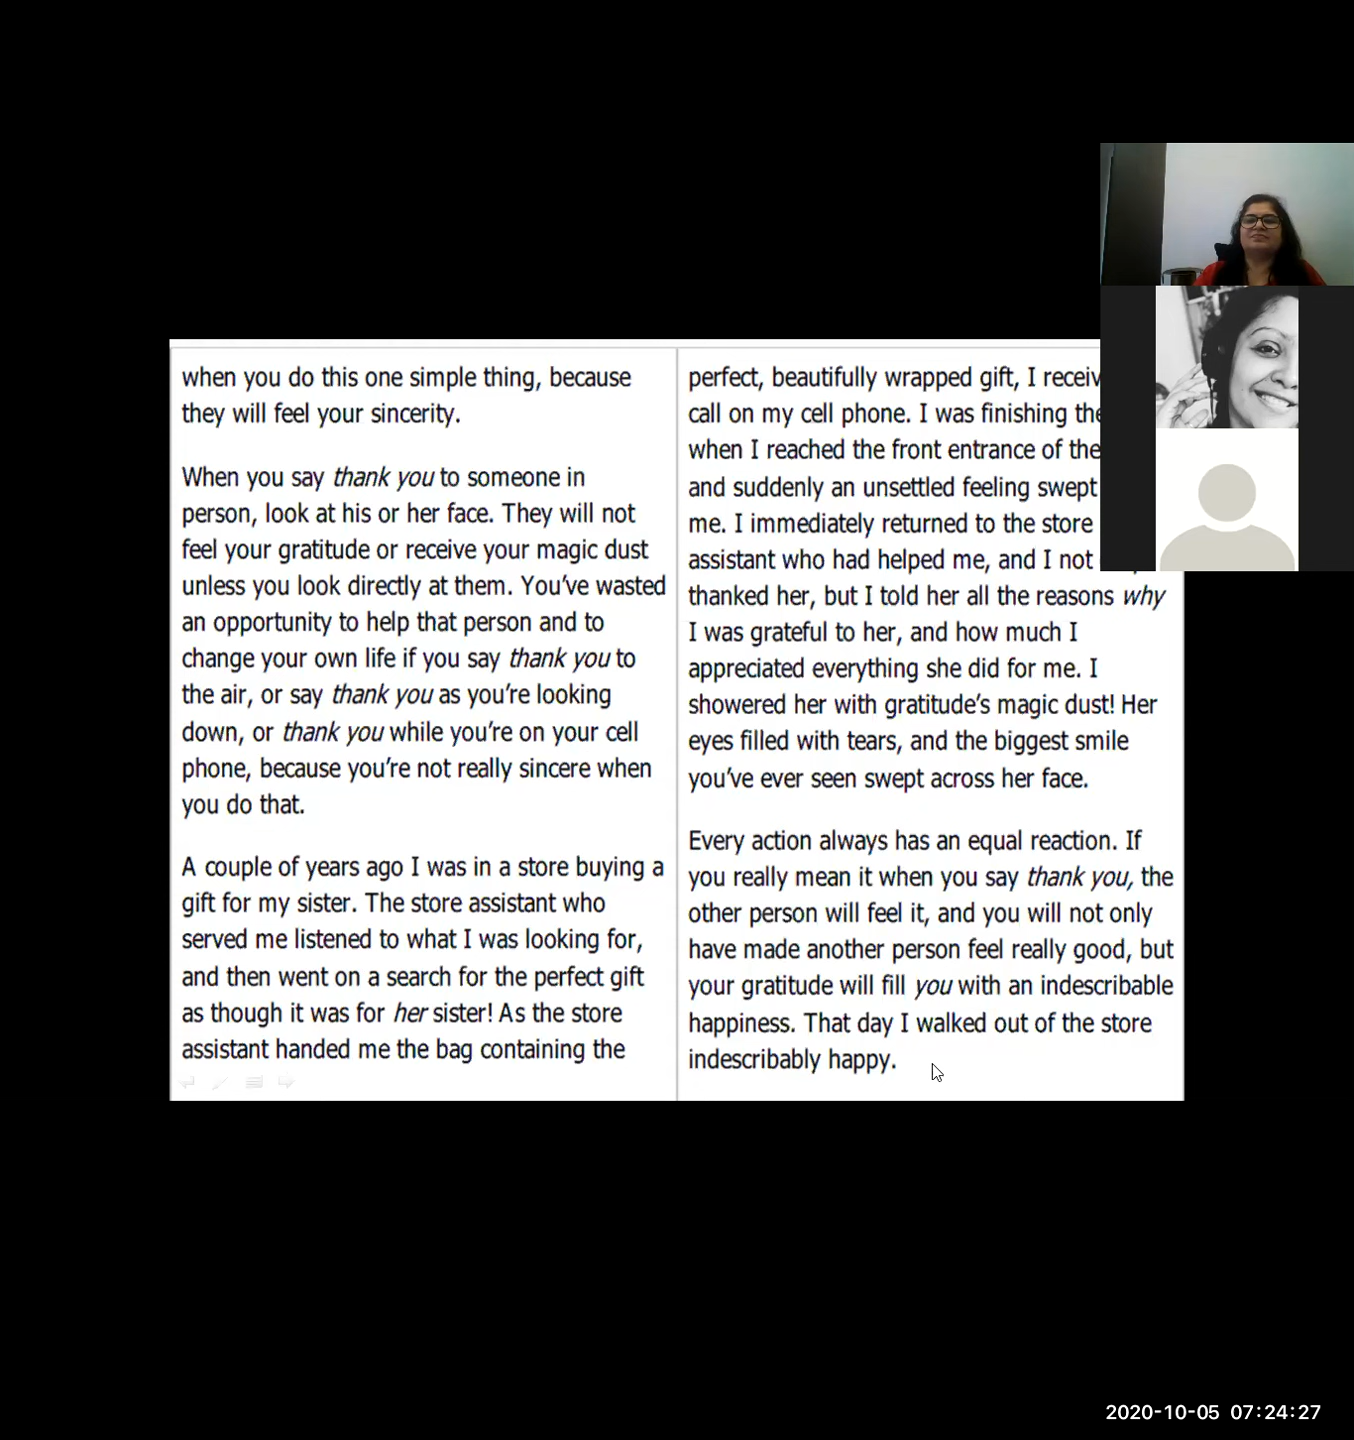 when you do this one simple thing, because
they will feel your sincerity.
When you say thank you to someone in
person, look at his or her face. They will not
feel your gratitude or receive your magic dust
unless you look directly at them. You’ve wasted
an opportunity to help that person and to
change your own life if you say thank you to
the air, or say thank you as you’re looking
down, or thank you while you’re on your cell
phone, because you’re not really sincere when
you do that.
A couple of years ago I was in a store buying a
gift for my sister. The store assistant who
served me listened to what I was looking for,
and then went on a search for the perfect gift
as though it was for her sister! As the store
assistant handed me the bag containing the
perfect, beautifully wrapped gift, I receiv
call on my cell phone. I was finishing the
when I reached the front entrance of the
and suddenly an unsettled feeling swept
me. I immediately returned to the store
assistant who had helped me, and I not
thanked her, but I told her all the reasons why
I was grateful to her, and how much I
appreciated everything she did for me. I
showered her with gratitude’s magic dust! Her
eyes filled with tears, and the biggest smile
you’ve ever seen swept across her face.
Every action always has an equal reaction. If
you really mean it when you say thank you, the
other person will feel it, and you will not only
have made another person feel really good, but
your gratitude will fill you with an indescribable
happiness. That day I walked out of the store
indescribably happy.
2020-10-05 07:24:27